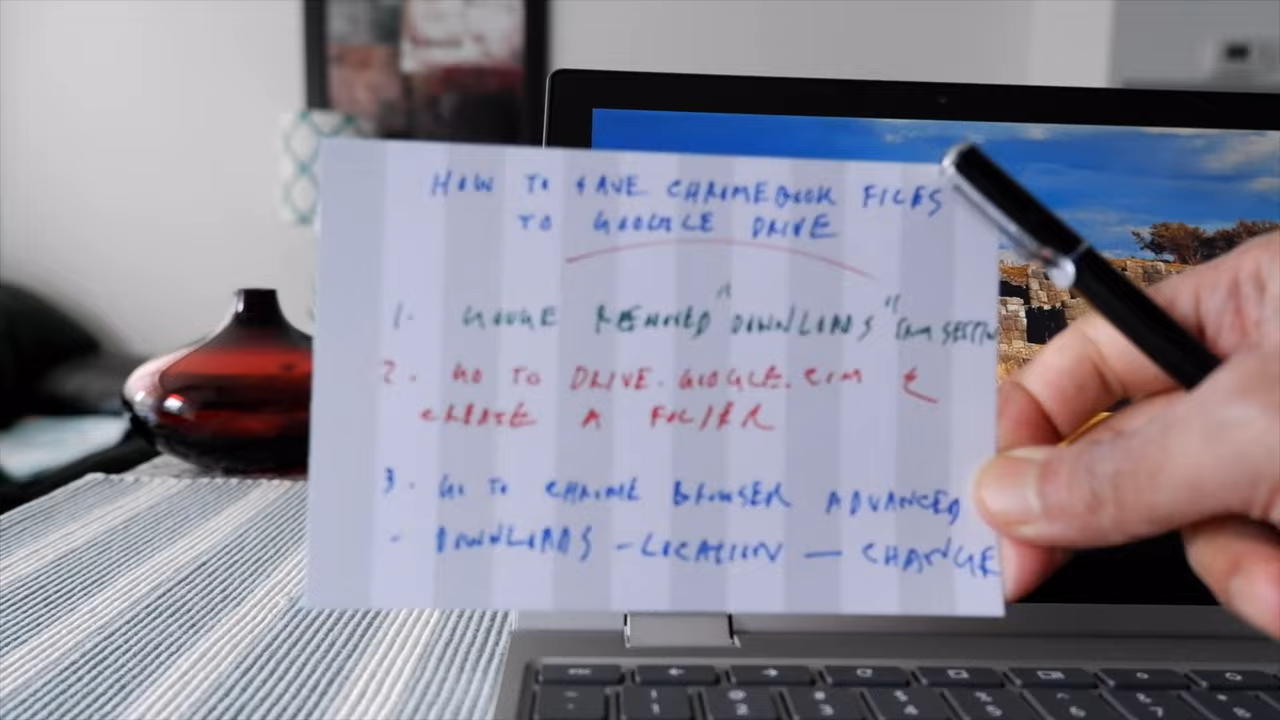 HOW TO SAVE CHROMEBOOK FILES
TO GOOGLE DRIVE
1. GOOGLE REMOVED "DOWNLOADS"
2. GO TO DRIVE.GOOGLE.COM &
CREATE A FOLDER
3. GO TO CHROME BROWSER ADVANCED
- DOWNLOADS - LOCATION - CHANGE